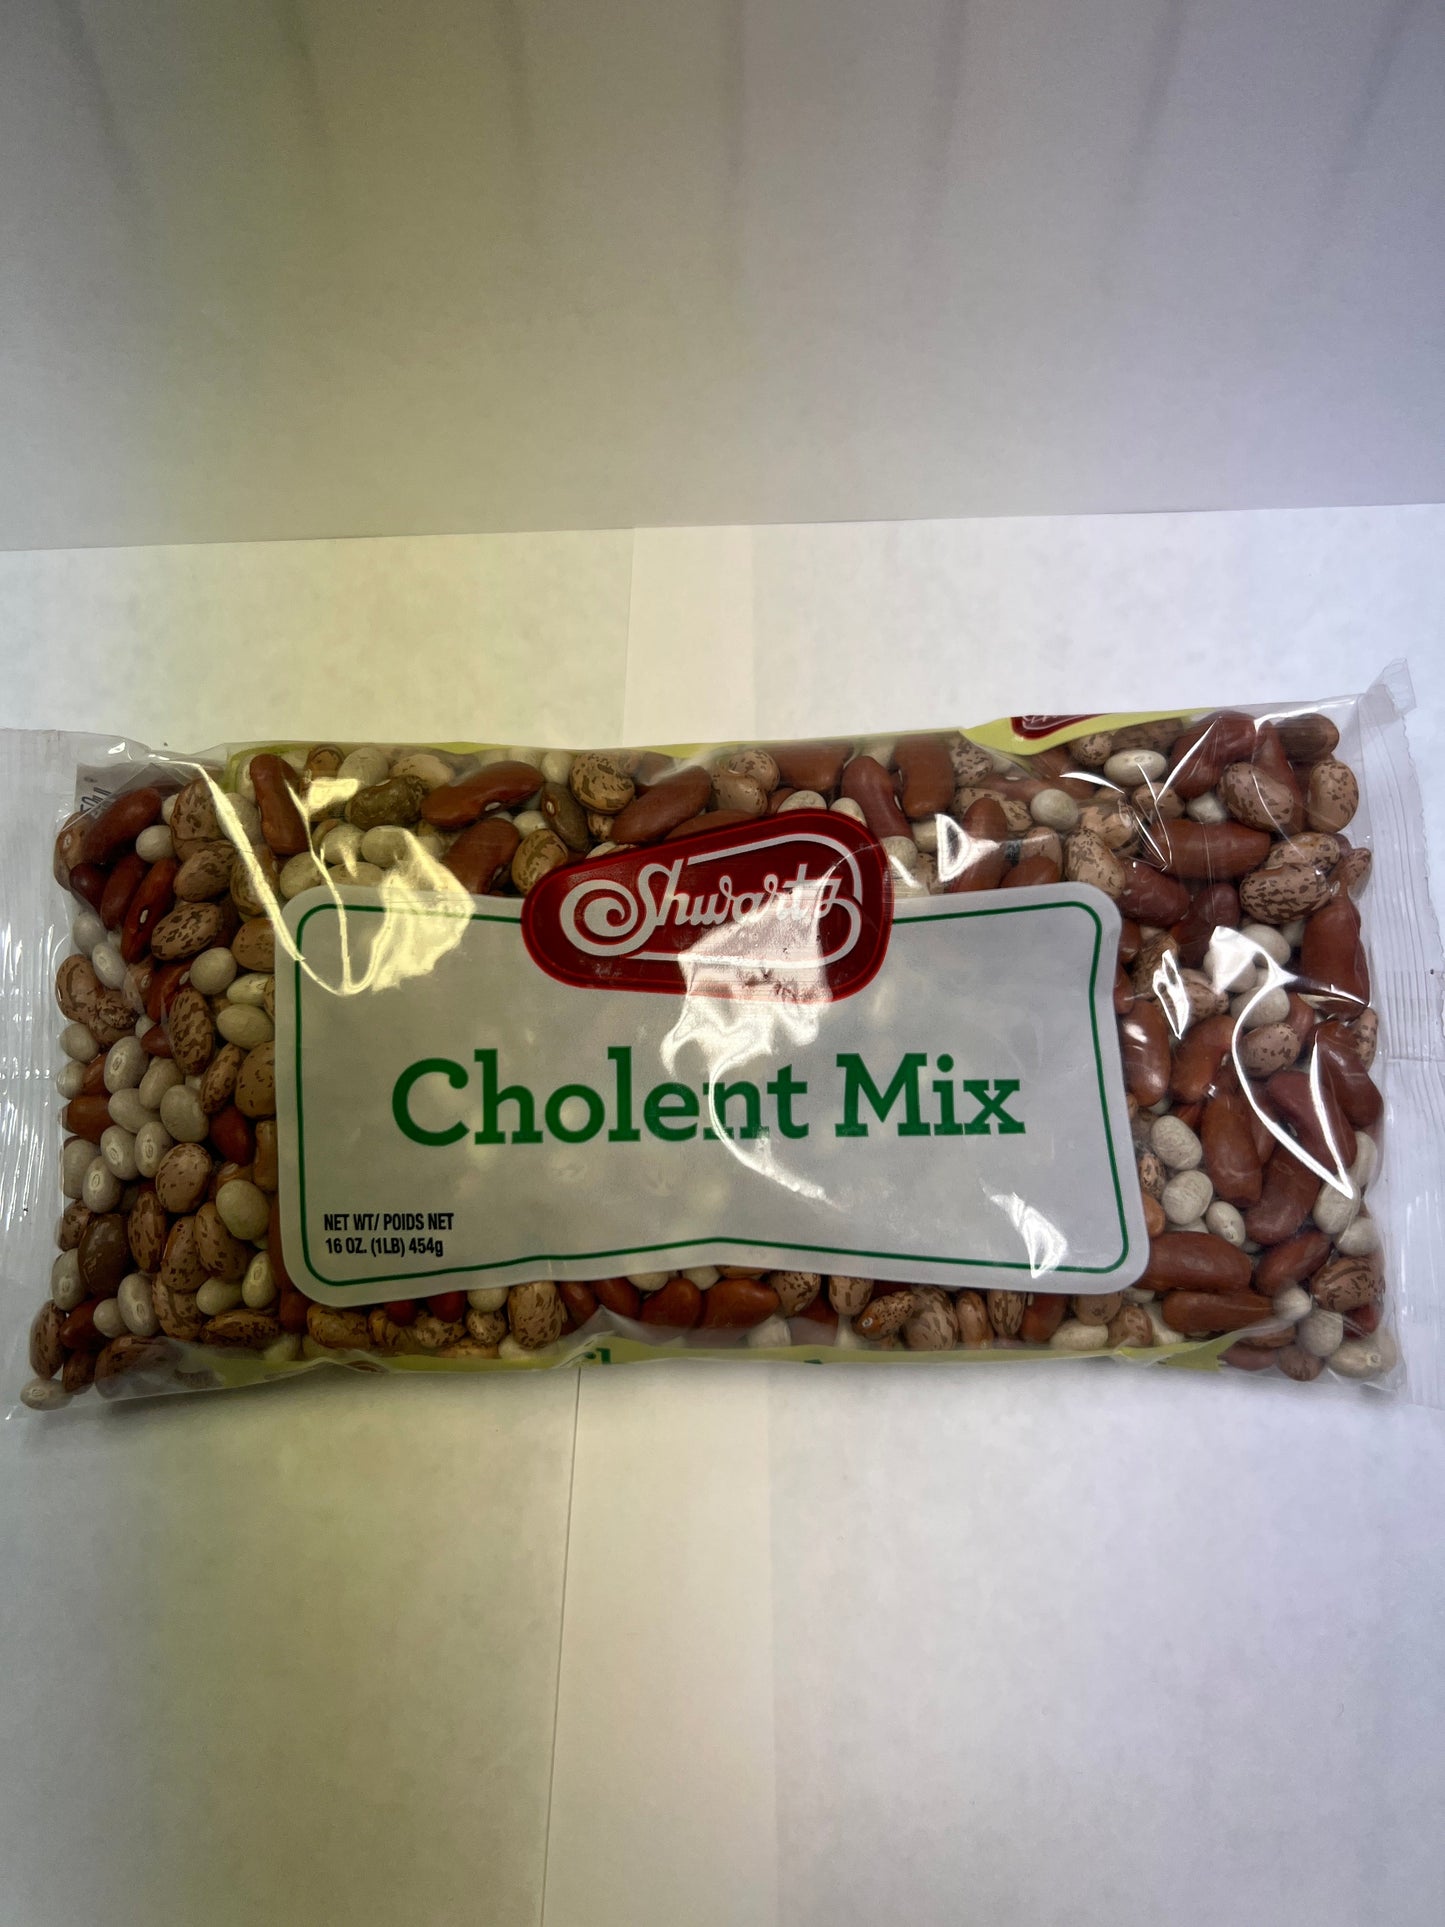 Shwartz
Cholent Mix
NET WT/ POIDS NET
16 OZ. (1LB) 454g